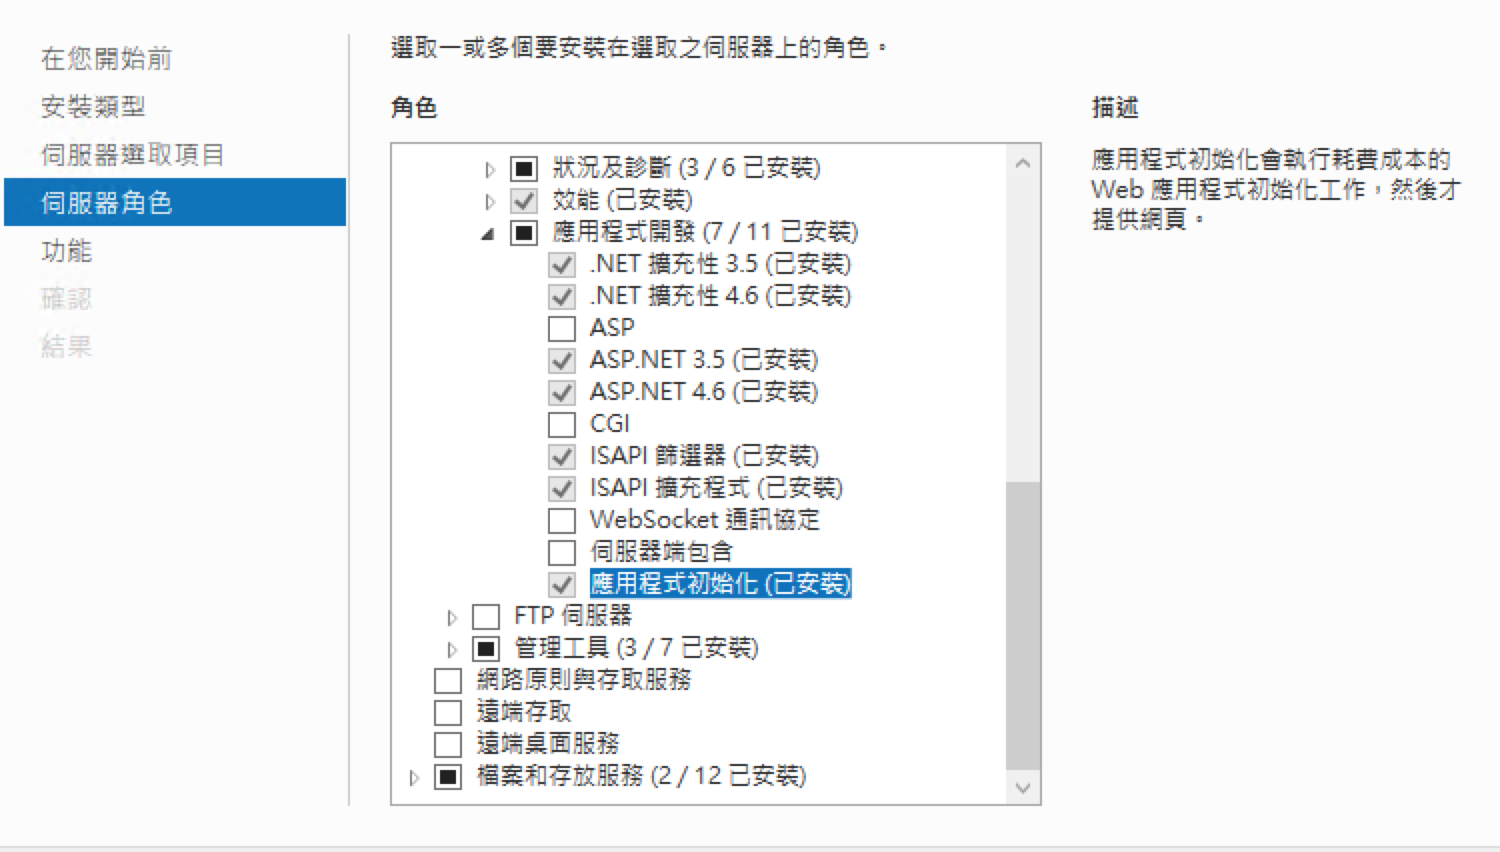 在您開始前
安裝類型
伺服器選取項目
伺服器角色
功能
確認
結果
選取一或多個要安裝在選取之伺服器上的角色。
角色
狀況及診斷 (3 / 6 已安裝)
效能 (已安裝)
應用程式開發 (7 / 11 已安裝)
.NET 擴充性 3.5 (已安裝)
.NET 擴充性 4.6 (已安裝)
ASP
ASP.NET 3.5 (已安裝)
ASP.NET 4.6 (已安裝)
CGI
ISAPI 篩選器 (已安裝)
ISAPI 擴充程式 (已安裝)
WebSocket 通訊協定
伺服器端包含
應用程式初始化 (已安裝)
FTP 伺服器
管理工具 (3 / 7 已安裝)
網路原則與存取服務
遠端存取
遠端桌面服務
檔案和存放服務 (2 / 12 已安裝)
描述
應用程式初始化會執行耗費成本的
Web 應用程式初始化工作，然後才
提供網頁。